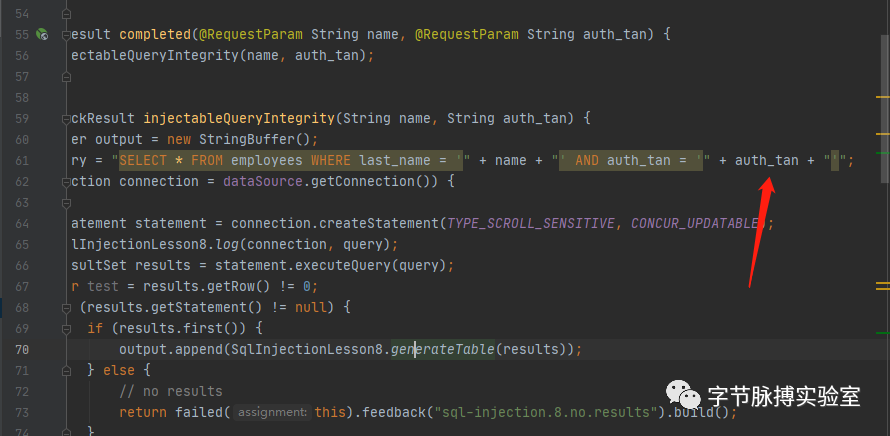 54
55 esult completed(@RequestParam String name, @RequestParam String auth_tan) {
56 ectableQueryIntegrity(name, auth_tan);
57
58
59 ckResult injectableQueryIntegrity(String name, String auth_tan) {
60 er output = new StringBuffer();
61 ry = "SELECT * FROM employees WHERE last_name = '" + name + "' AND auth_tan = '" + auth_tan + "'";
62 ction connection = dataSource.getConnection()) {
63
64 atement statement = connection.createStatement(TYPE_SCROLL_SENSITIVE, CONCUR_UPDATABLE);
65 lInjectionLesson8.log(connection, query);
66 sultSet results = statement.executeQuery(query);
67 r test = results.getRow() != 0;
68 (results.getStatement() != null) {
69 if (results.first()) {
70 output.append(SqlInjectionLesson8.generateTable(results));
71 } else {
72 // no results
73 return failed( assignment: this).feedback("sql-injection.8.no.results").build();
74 }
字节脉搏实验室